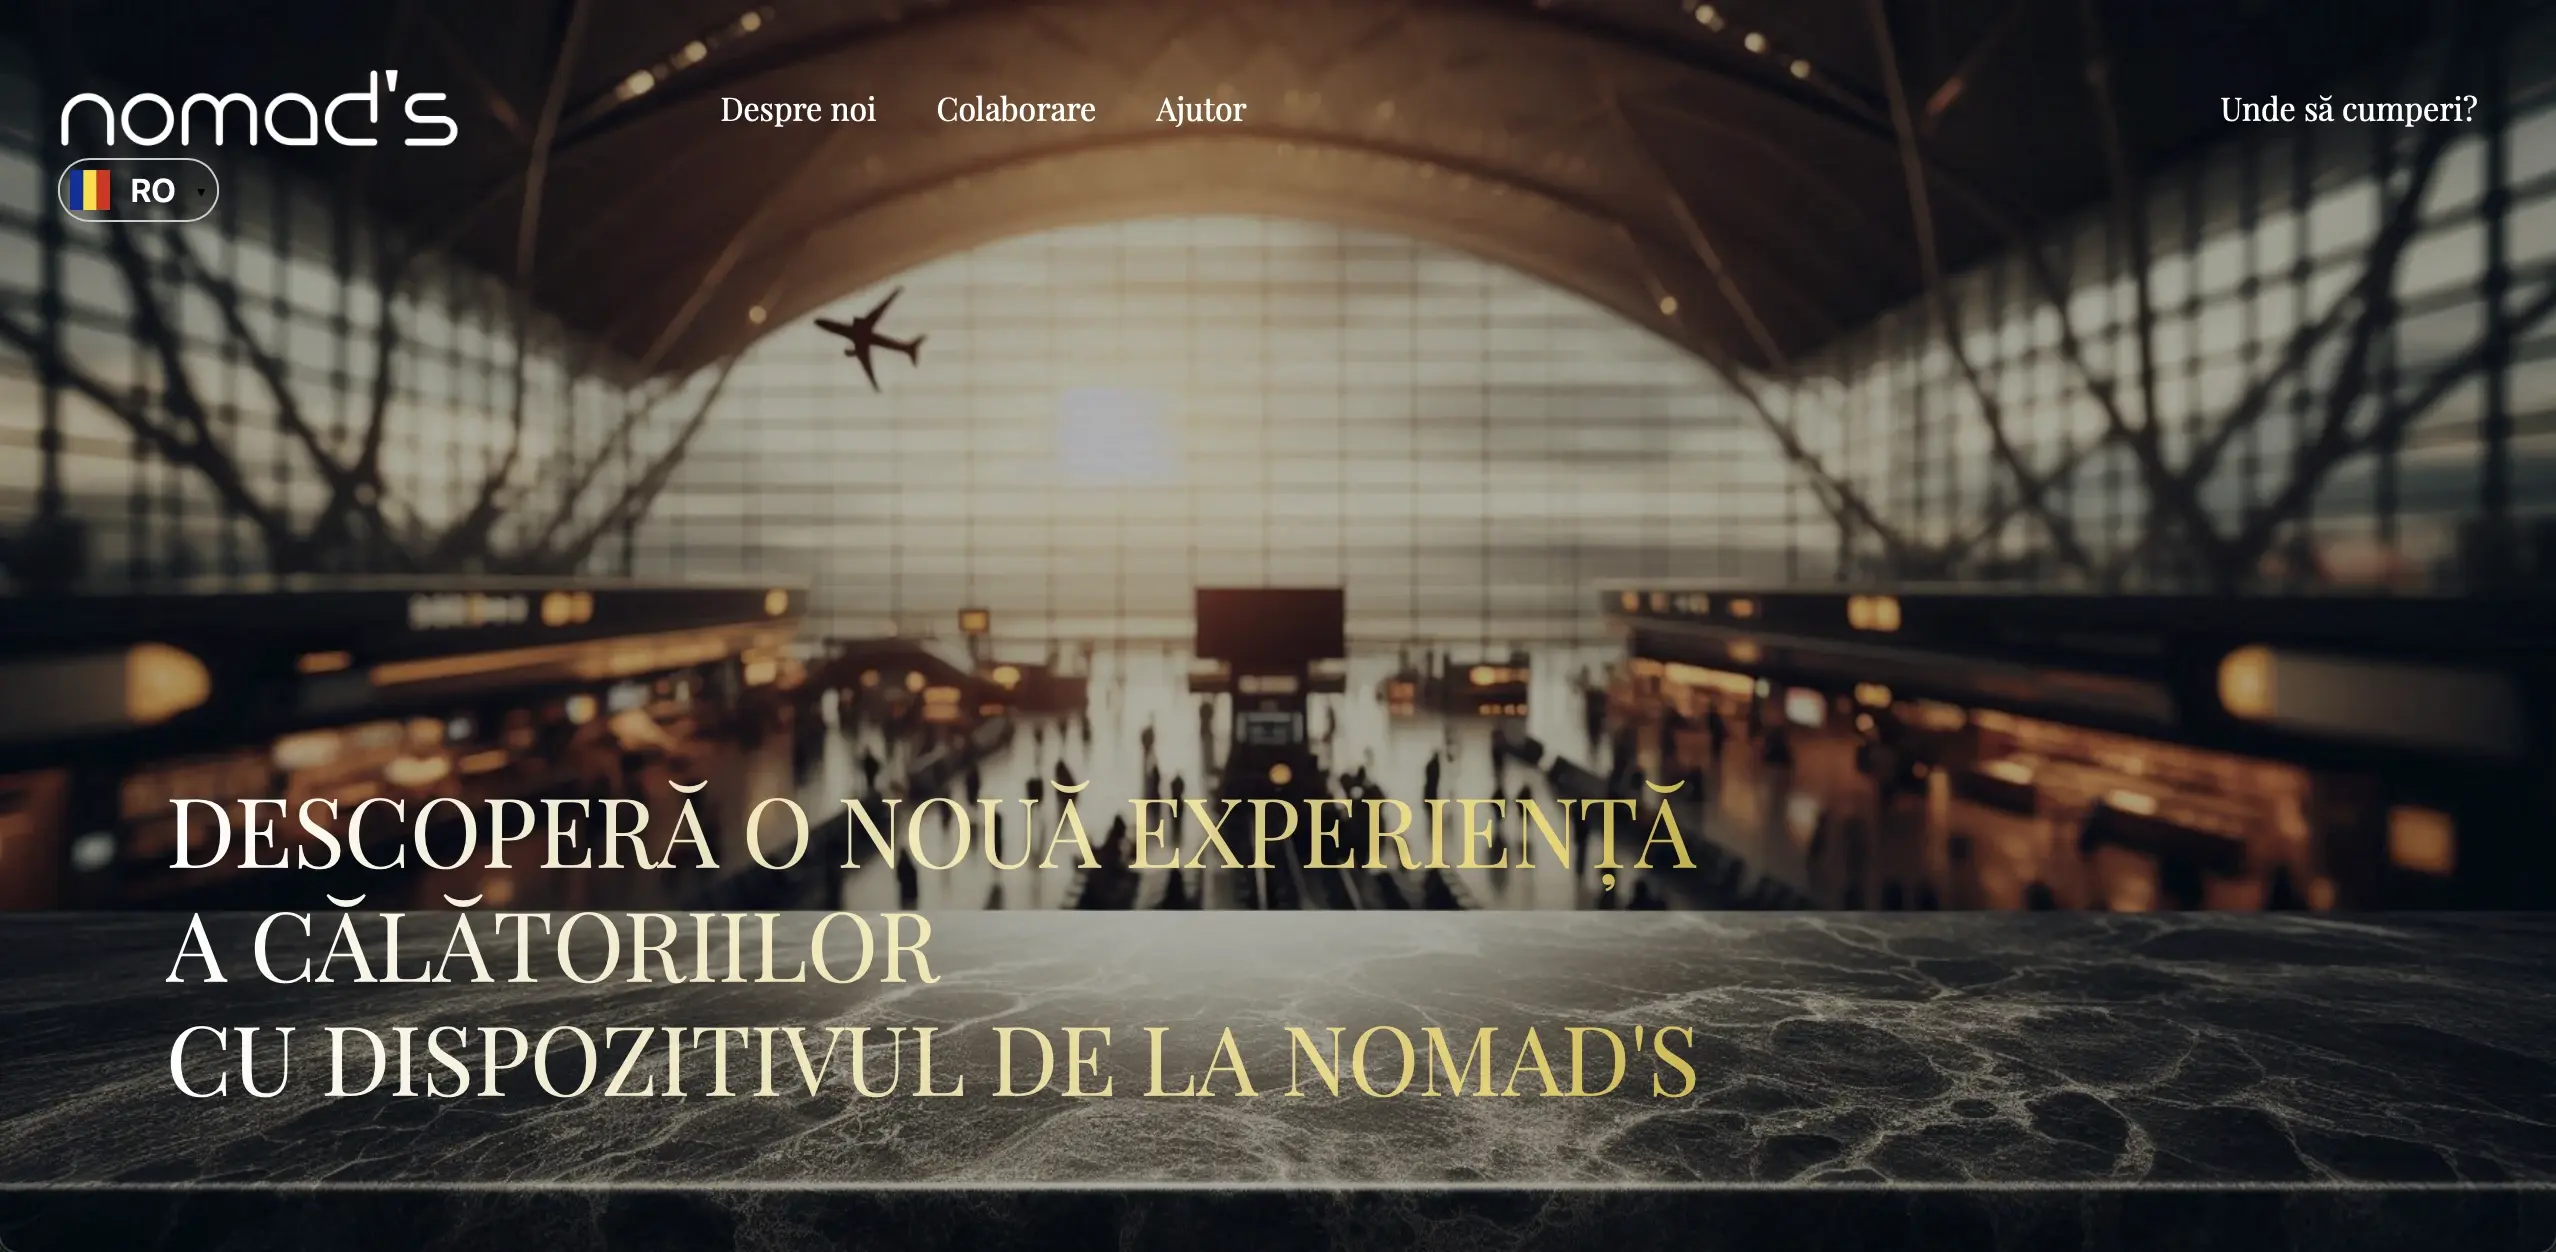 nomad's
Despre noi
Colaborare
Ajutor
Unde să cumperi?
RO
DESCOPERĂ O NOUĂ EXPERIENȚĂ
A CĂLĂTORIILOR
CU DISPOZITIVUL DE LA NOMAD'S